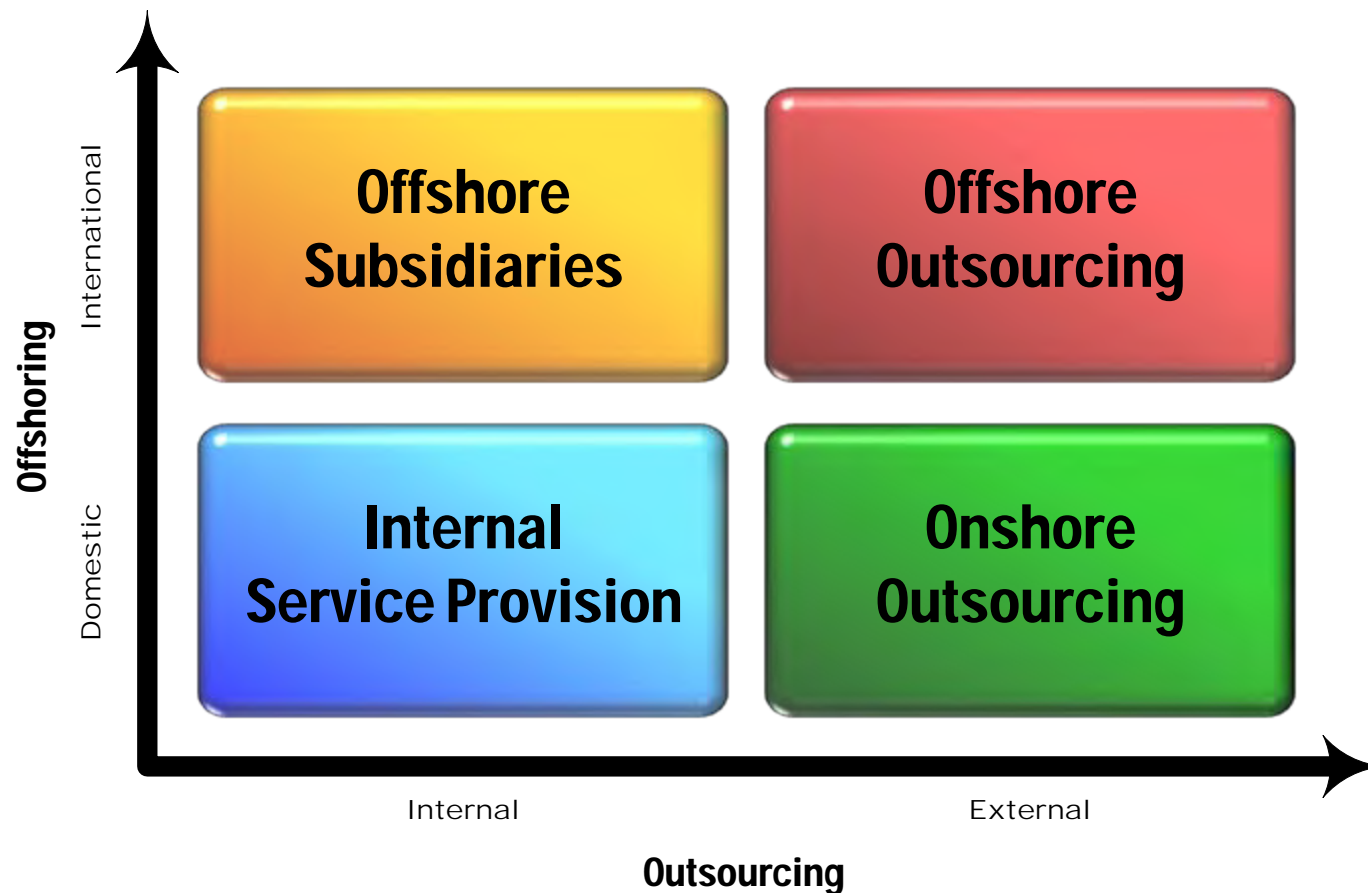 International
Offshore
Subsidiaries
Offshore
Outsourcing
Offshoring
Domestic
Internal
Service Provision
Onshore
Outsourcing
Internal
External
Outsourcing